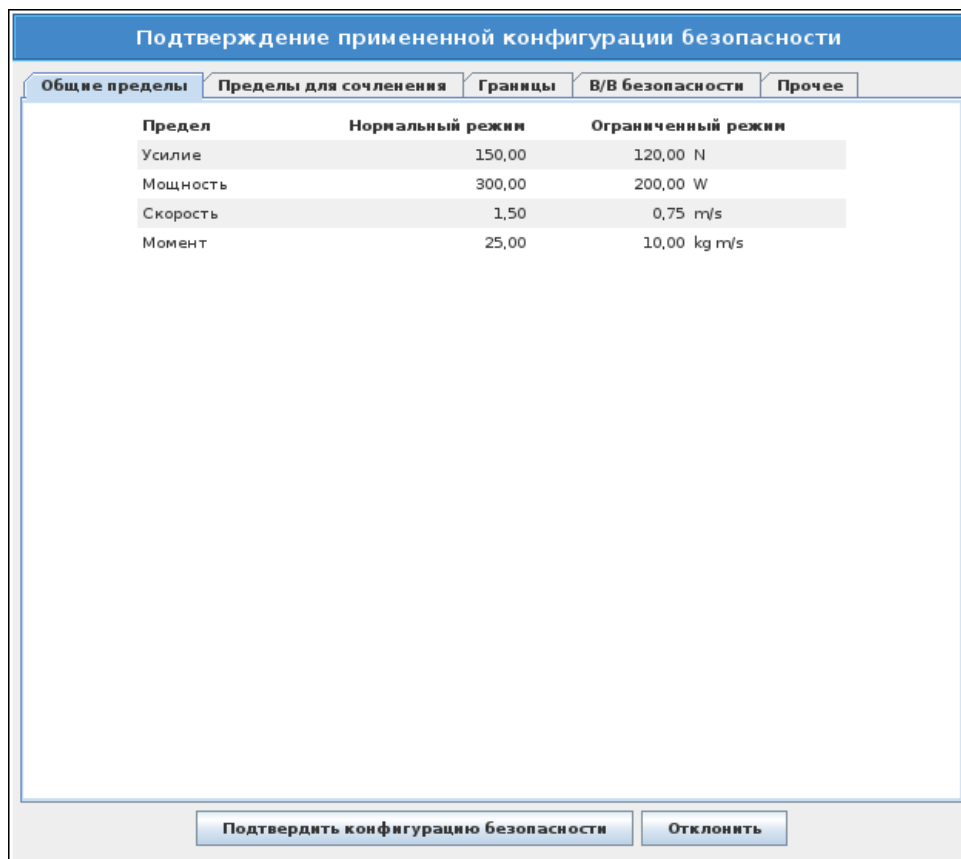 Подтверждение примененной конфигурации безопасности
Общие пределы Пределы для сочленения Границы В/В безопасности Прочее
Предел Нормальный режим Ограниченный режим
Усилие 150,00 120,00 N
Мощность 300,00 200,00 W
Скорость 1,50 0,75 m/s
Момент 25,00 10,00 kg m/s
Подтвердить конфигурацию безопасности Отклонить